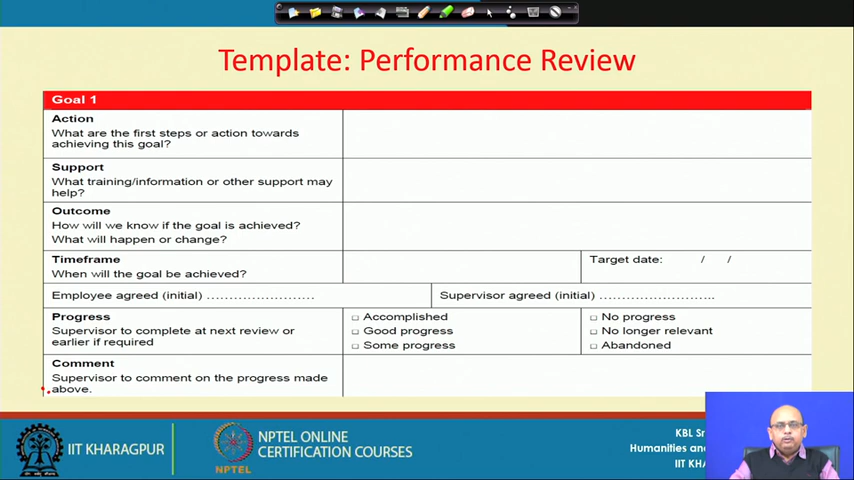 Template: Performance Review
Goal 1
Action
What are the first steps or action towards
achieving this goal?
Support
What training/information or other support may
help?
Outcome
How will we know if the goal is achieved?
What will happen or change?
Timeframe
When will the goal be achieved?
Target date: / /
Employee agreed (initial) ……………………
Supervisor agreed (initial) ……………………..
Progress
Supervisor to complete at next review or
earlier if required
□ Accomplished
□ Good progress
□ Some progress
□ No progress
□ No longer relevant
□ Abandoned
Comment
Supervisor to comment on the progress made
above.
IIT KHARAGPUR
NPTEL
NPTEL ONLINE
CERTIFICATION COURSES
KBL
Humanities
IIT